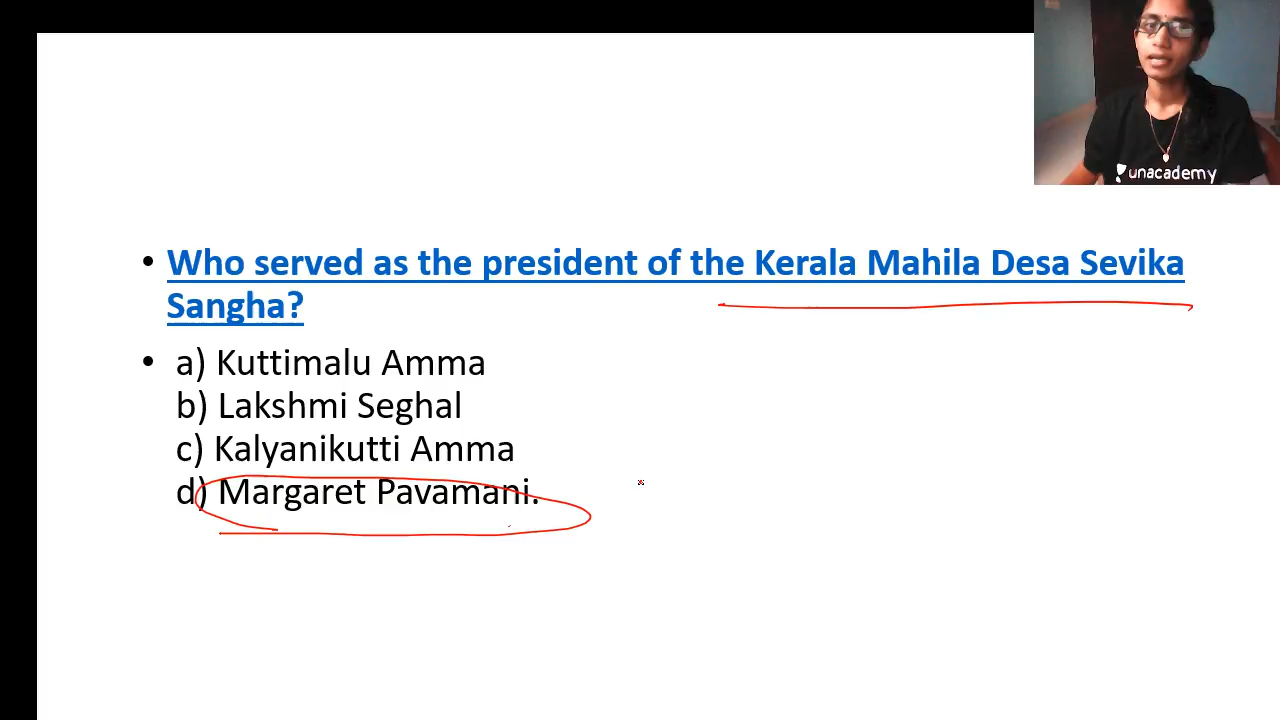 unacademy
• Who served as the president of the Kerala Mahila Desa Sevika
Sangha?
• a) Kuttimalu Amma
b) Lakshmi Seghal
c) Kalyanikutti Amma
d) Margaret Pavamani.